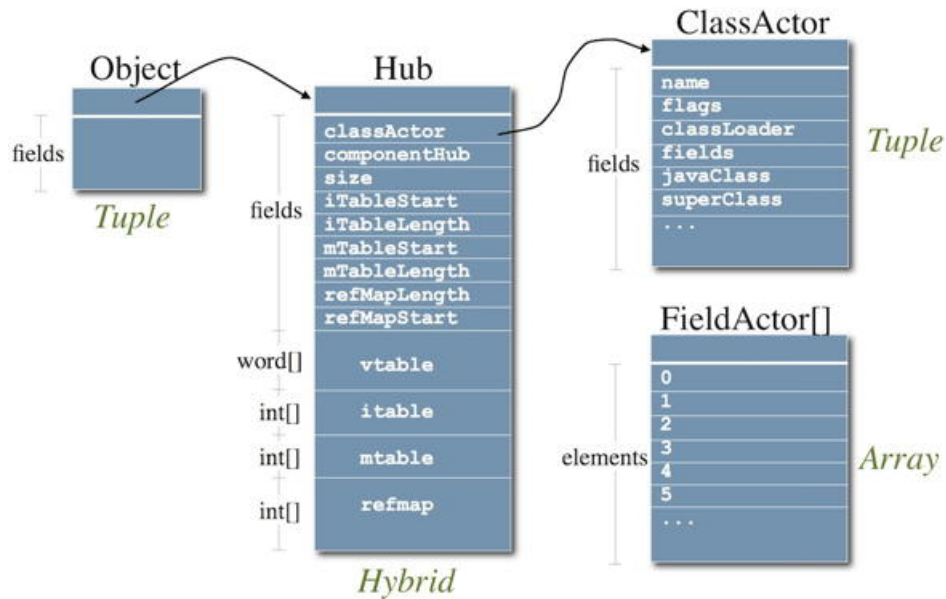 Object
fields
Tuple
Hub
classActor
componentHub
size
iTableStart
iTableLength
mTableStart
mTableLength
refMapLength
refMapStart
fields
word[]
vtable
int[]
itable
int[]
mtable
int[]
refmap
Hybrid
ClassActor
name
flags
classLoader
fields
javaClass
superClass
...
fields
Tuple
FieldActor[]
0
1
2
3
4
5
...
elements
Array